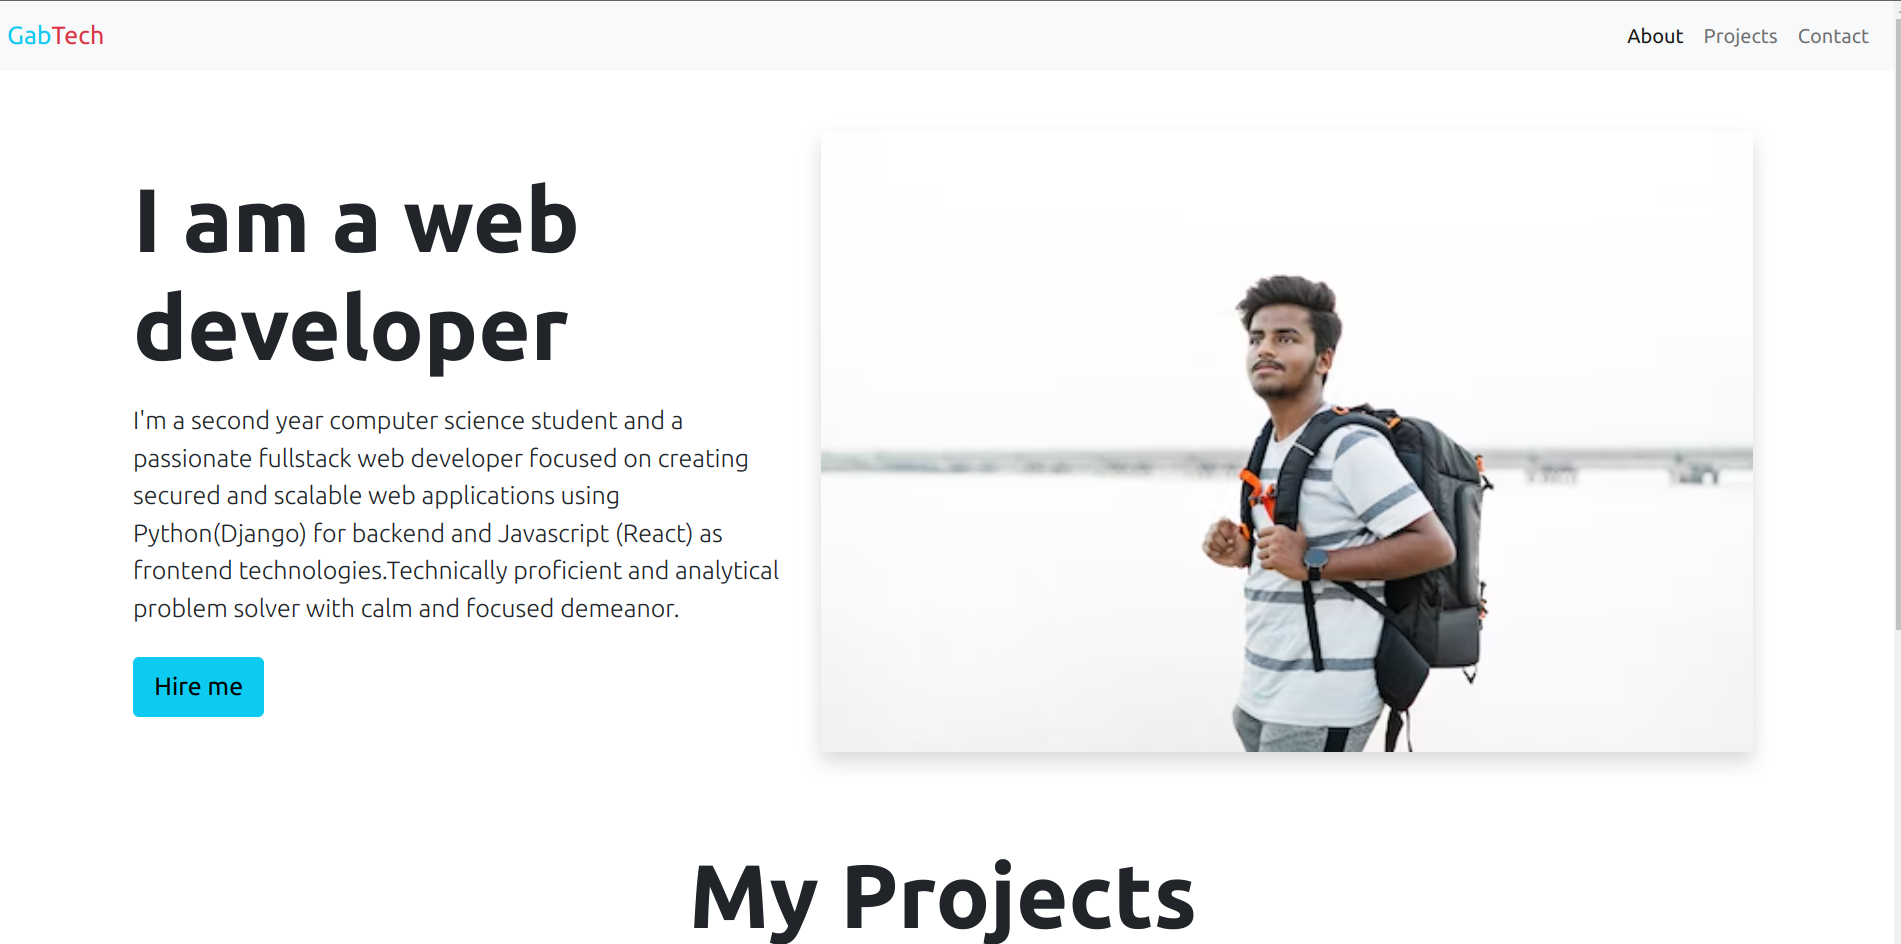 GabTech
About Projects Contact
I am a web
developer
I'm a second year computer science student and a
passionate fullstack web developer focused on creating
secured and scalable web applications using
Python(Django) for backend and Javascript (React) as
frontend technologies.Technically proficient and analytical
problem solver with calm and focused demeanor.
Hire me
My Projects